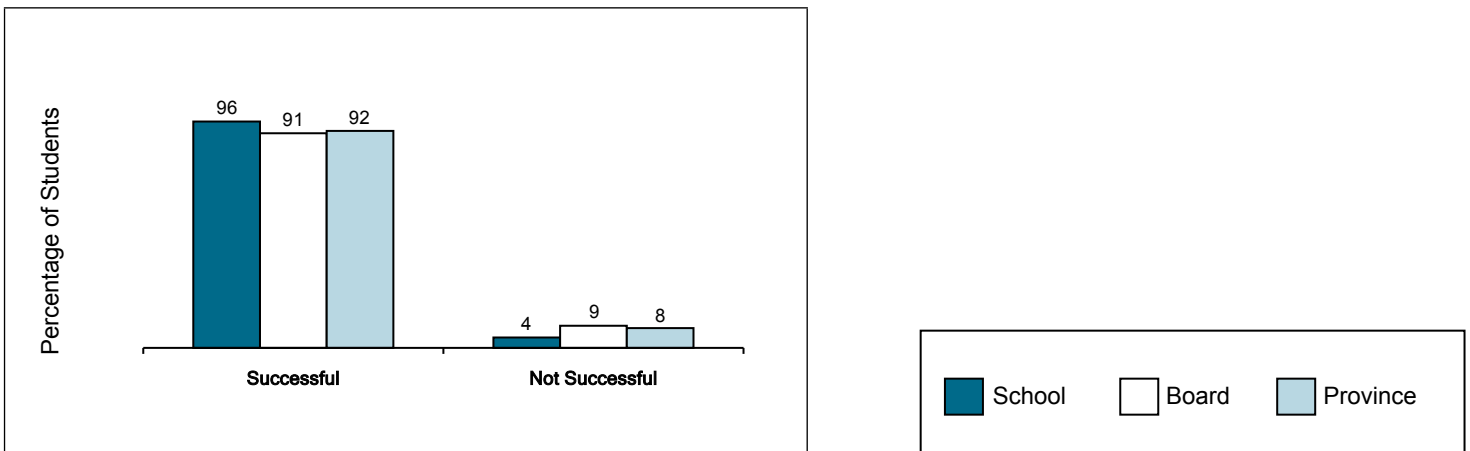 Percentage of Students
96 91 92
4 9 8
Successful Not Successful
School Board Province